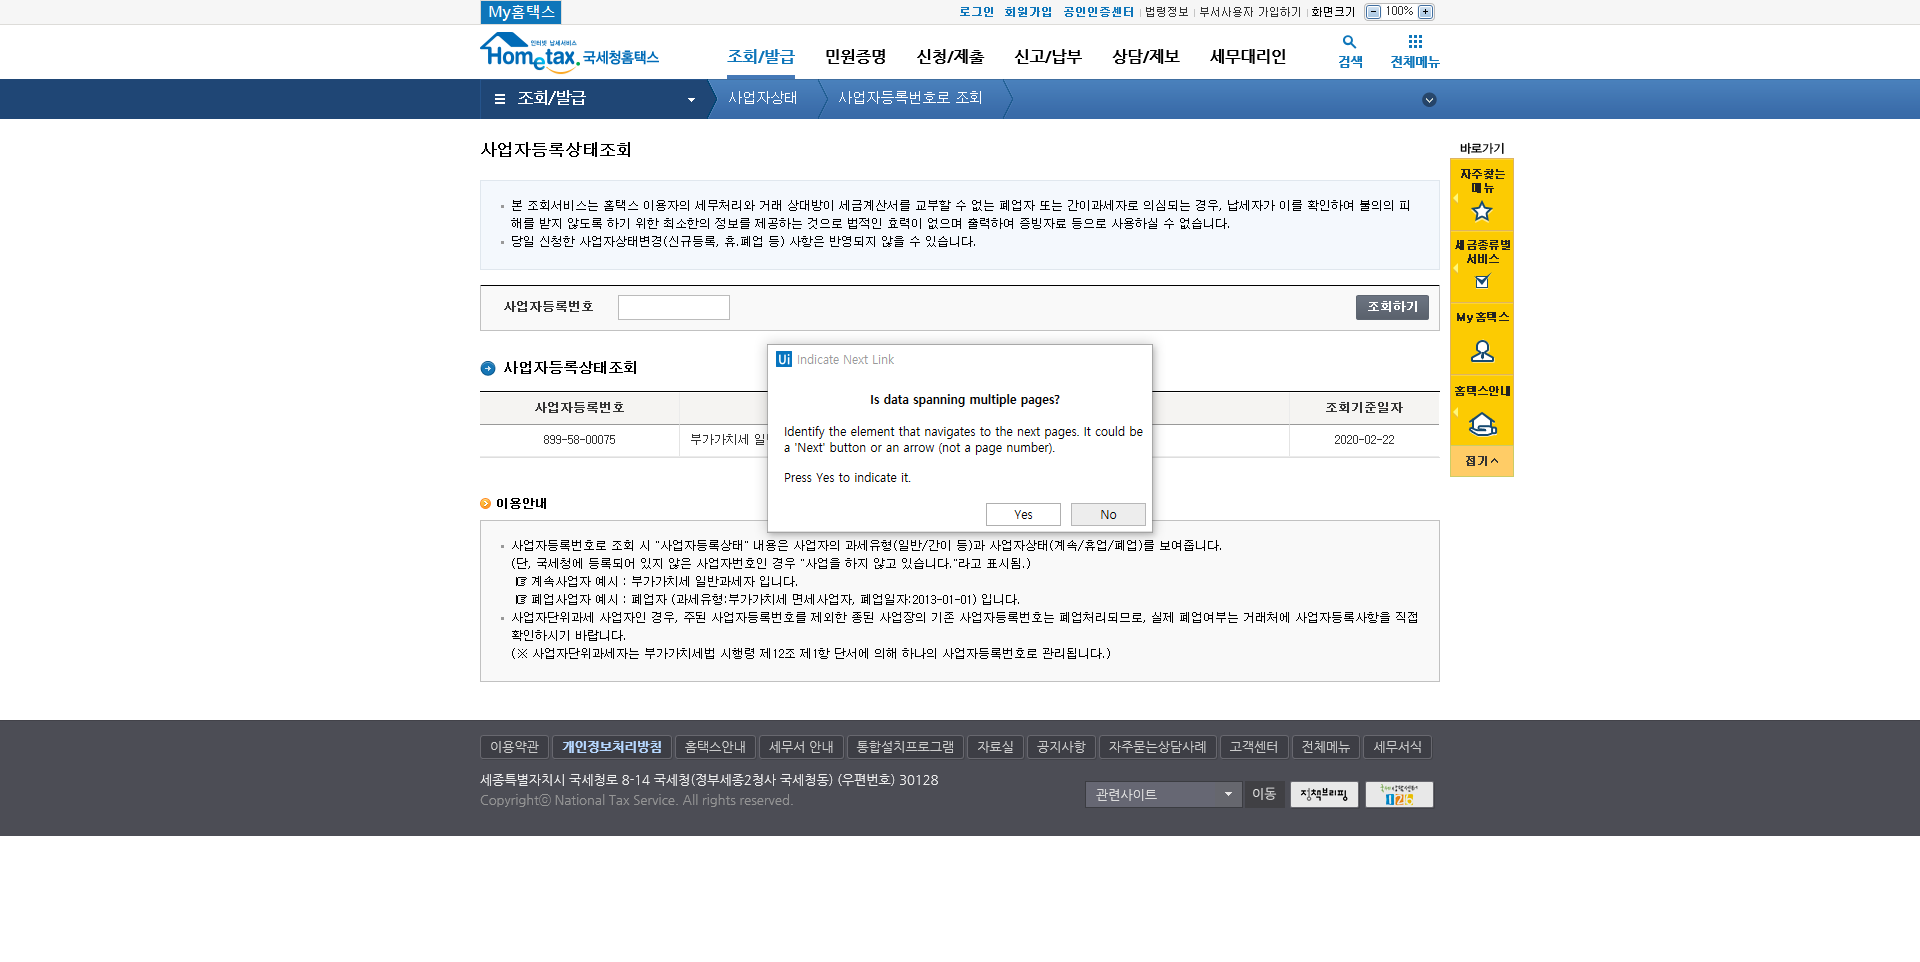 My홈택스
로그인 회원가입 공인인증센터 법령정보 부서사용자 가입하기 화면크기 100%
인터넷 납세서비스
Hometax. 국세청홈택스
조회/발급 민원증명 신청/제출 신고/납부 상담/제보 세무대리인 검색 전체메뉴
조회/발급 사업자상태 사업자등록번호로 조회
사업자등록상태조회
본 조회서비스는 홈택스 이용자의 세무처리와 거래 상대방이 세금계산서를 교부할 수 없는 폐업자 또는 간이과세자로 의심되는 경우, 납세자가 이를 확인하여 불의의 피
해를 받지 않도록 하기 위한 최소한의 정보를 제공하는 것으로 법적인 효력이 없으며 출력하여 증빙자료 등으로 사용하실 수 없습니다.
당일 신청한 사업자상태변경(신규등록, 휴.폐업 등) 사항은 반영되지 않을 수 있습니다.
사업자등록번호 조회하기
사업자등록상태조회
사업자등록번호 조회기준일자
899-58-00075 부가가치세 일 2020-02-22
Ui Indicate Next Link
Is data spanning multiple pages?
Identify the element that navigates to the next pages. It could be
a 'Next' button or an arrow (not a page number).
Press Yes to indicate it.
Yes No
바로가기
자주찾는
메뉴
세금종류별
서비스
My홈택스
홈택스안내
접기^
이용안내
사업자등록번호로 조회 시 "사업자등록상태" 내용은 사업자의 과세유형(일반/간이 등)과 사업자상태(계속/휴업/폐업)를 보여줍니다.
(단, 국세청에 등록되어 있지 않은 사업자번호인 경우 "사업을 하지 않고 있습니다."라고 표시됨.)
☞ 계속사업자 예시 : 부가가치세 일반과세자 입니다.
☞ 폐업사업자 예시 : 폐업자 (과세유형:부가가치세 면세사업자, 폐업일자:2013-01-01) 입니다.
사업자단위과세 사업자인 경우, 주된 사업자등록번호를 제외한 종된 사업장의 기존 사업자등록번호는 폐업처리되므로, 실제 폐업여부는 거래처에 사업자등록사항을 직접
확인하시기 바랍니다.
(※ 사업자단위과세자는 부가가치세법 시행령 제12조 제1항 단서에 의해 하나의 사업자등록번호로 관리됩니다.)
이용약관 개인정보처리방침 홈택스안내 세무서 안내 통합설치프로그램 자료실 공지사항 자주묻는상담사례 고객센터 전체메뉴 세무서식
세종특별자치시 국세청로 8-14 국세청(정부세종2청사 국세청동) (우편번호) 30128
Copyrightⓒ National Tax Service. All rights reserved.
관련사이트 이동 정책브리핑 126